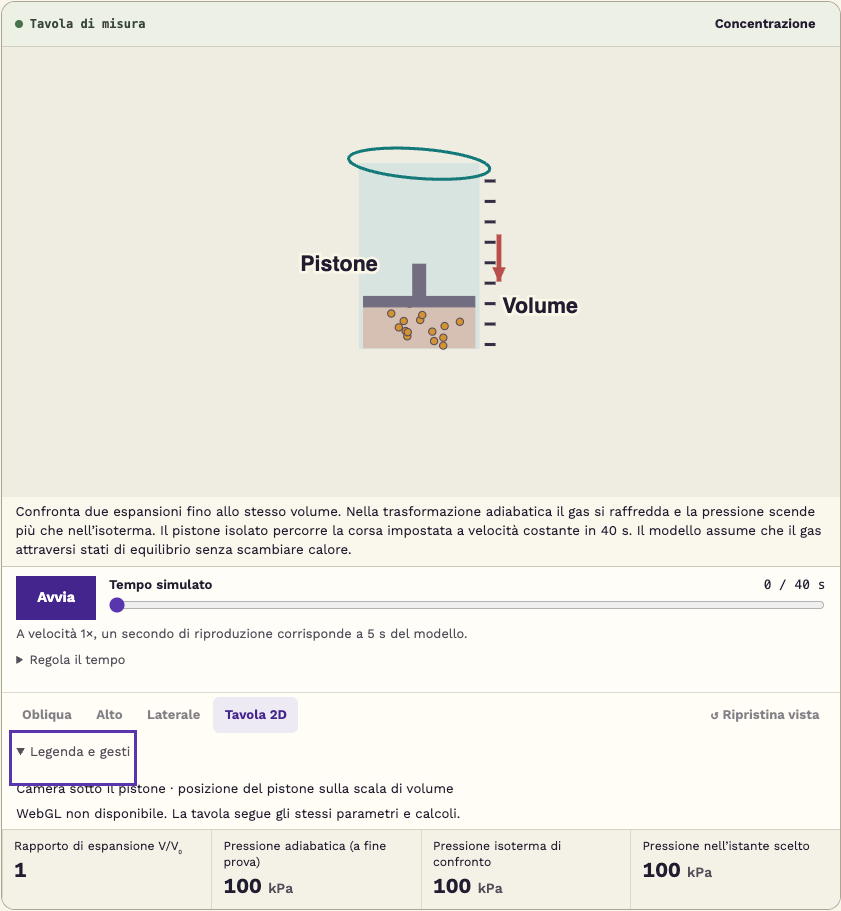 Tavola di misura
Concentrazione
Pistone
Volume
Confronta due espansioni fino allo stesso volume. Nella trasformazione adiabatica il gas si raffredda e la pressione scende
più che nell’isoterma. Il pistone isolato percorre la corsa impostata a velocità costante in 40 s. Il modello assume che il gas
attraversi stati di equilibrio senza scambiare calore.
Avvia
Tempo simulato
0 / 40 s
A velocità 1×, un secondo di riproduzione corrisponde a 5 s del modello.
▶ Regola il tempo
Obliqua
Alto
Laterale
Tavola 2D
↺ Ripristina vista
▼ Legenda e gesti
Camera sotto il pistone · posizione del pistone sulla scala di volume
WebGL non disponibile. La tavola segue gli stessi parametri e calcoli.
Rapporto di espansione V/V₀
1
Pressione adiabatica (a fine
prova)
100 kPa
Pressione isoterma di
confronto
100 kPa
Pressione nell’istante scelto
100 kPa